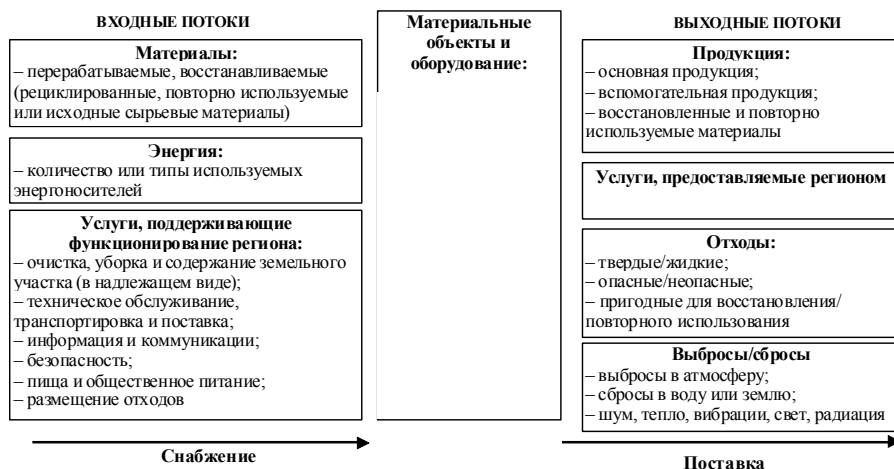 ВХОДНЫЕ ПОТОКИ
Материалы:
– перерабатываемые, восстанавливаемые
(рециклированные, повторно используемые
или исходные сырьевые материалы)
Энергия:
– количество или типы используемых
энергоносителей
Услуги, поддерживающие
функционирование региона:
– очистка, уборка и содержание земельного
участка (в надлежащем виде);
– техническое обслуживание,
транспортировка и поставка;
– информация и коммуникации;
– безопасность;
– пища и общественное питание;
– размещение отходов
Снабжение
Материальные
объекты и
оборудование:
ВЫХОДНЫЕ ПОТОКИ
Продукция:
– основная продукция;
– вспомогательная продукция;
– восстановленные и повторно
используемые материалы
Услуги, предоставляемые регионом
Отходы:
– твердые/жидкие;
– опасные/неопасные;
– пригодные для восстановления/
повторного использования
Выбросы/сбросы
– выбросы в атмосферу;
– сбросы в воду или землю;
– шум, тепло, вибрации, свет, радиация
Поставка